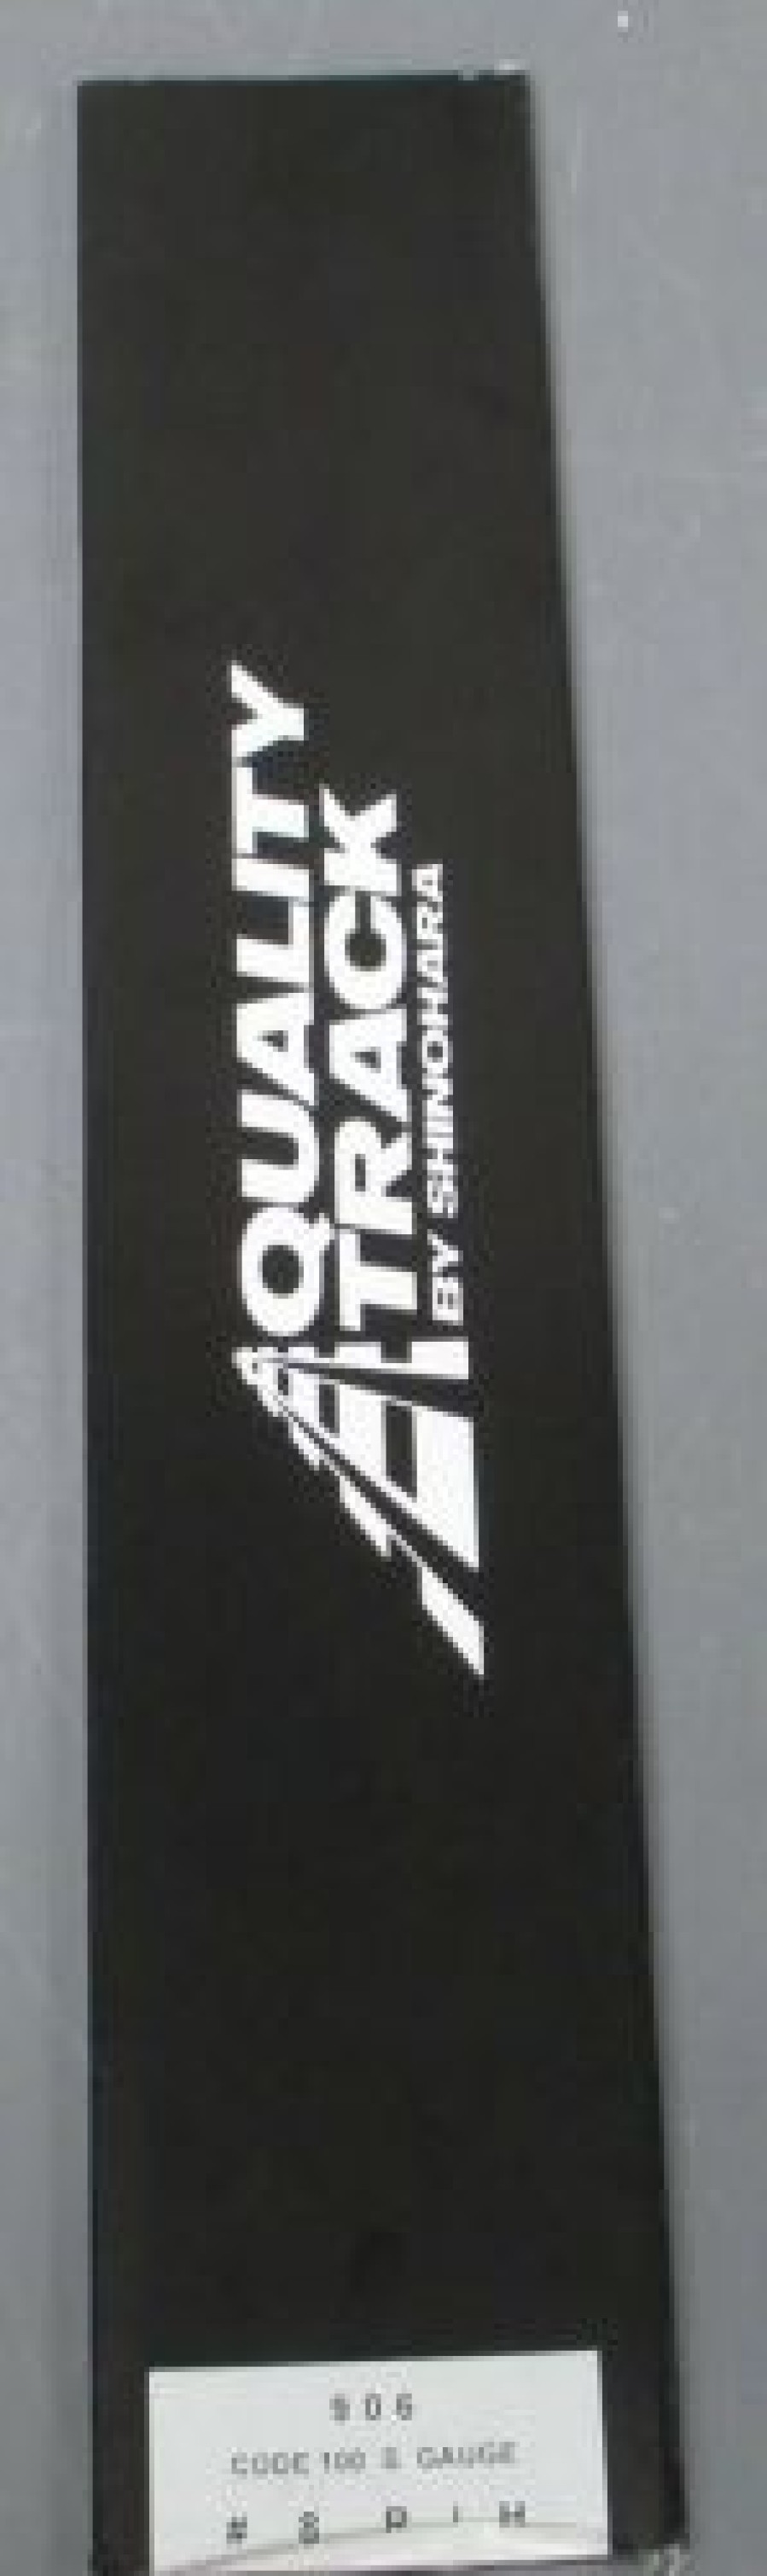 QUALITY
TRACK
BY SHINOHARA
CODE 100 S GAUGE